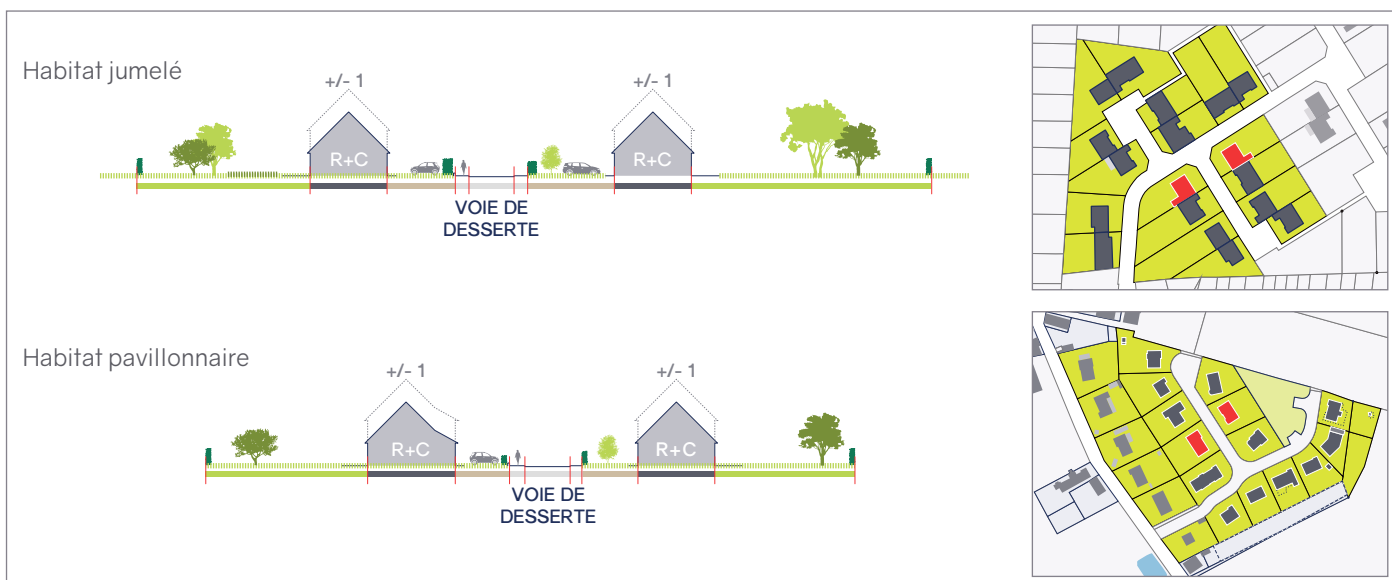 Habitat jumelé
+/- 1
+/- 1
R+C
R+C
VOIE DE
DESSERTE
Habitat pavillonnaire
+/- 1
+/- 1
R+C
R+C
VOIE DE
DESSERTE